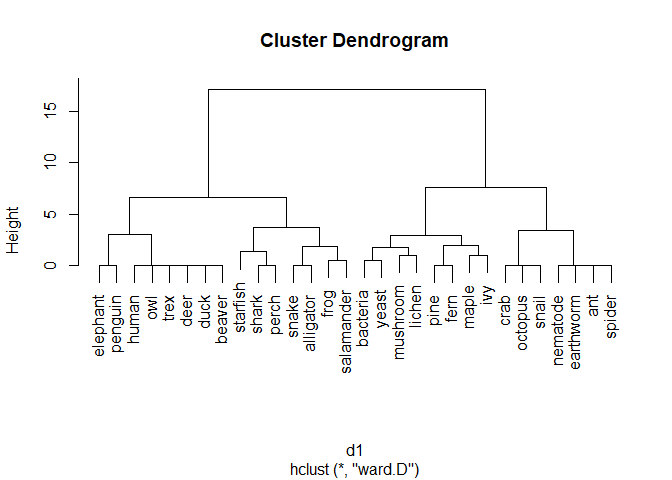 Cluster Dendrogram
Height
15
10
5
0
elephant
penguin
human
owl
trex
deer
duck
beaver
starfish
shark
perch
snake
alligator
frog
salamander
bacteria
yeast
mushroom
lichen
pine
fern
maple
ivy
crab
octopus
snail
nematode
earthworm
ant
spider
d1
hclust (*, "ward.D")